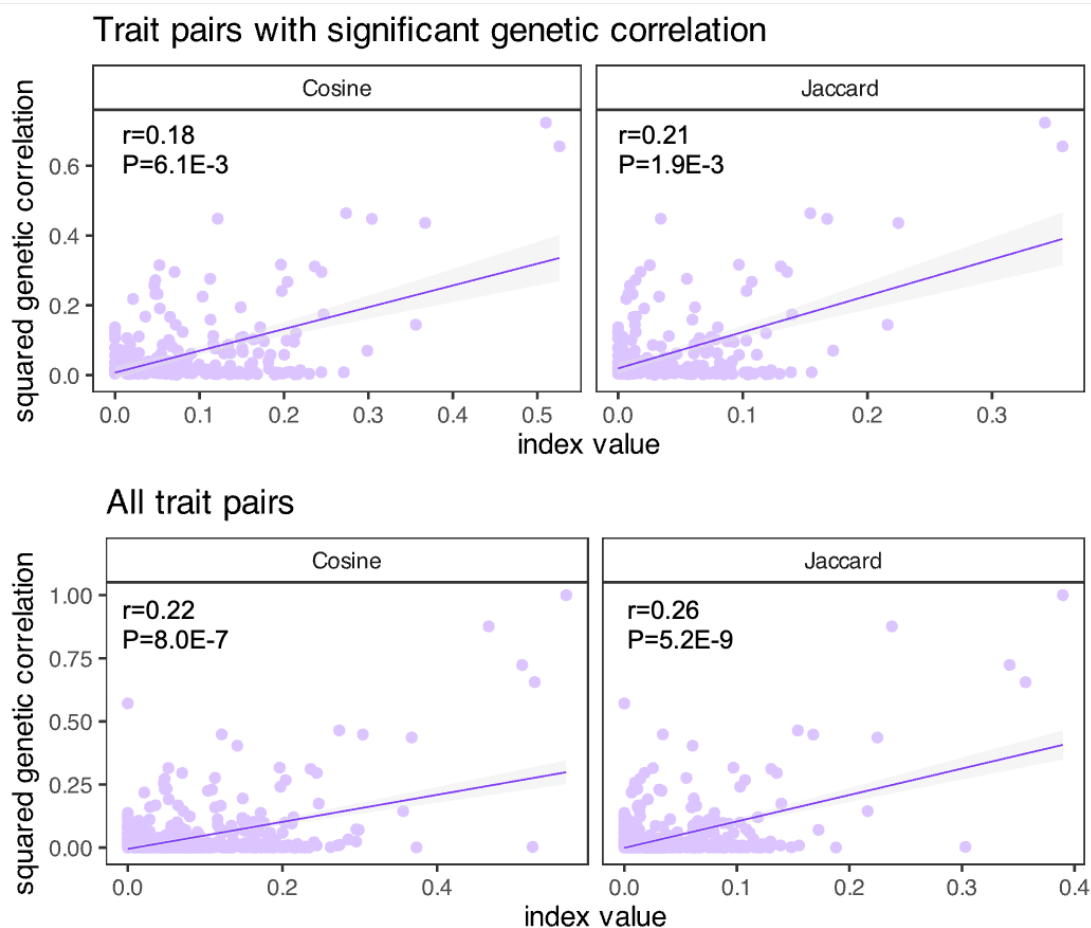 Trait pairs with significant genetic correlation
Cosine
Jaccard
r=0.18
P=6.1E-3
r=0.21
P=1.9E-3
squared genetic correlation
0.6
0.4
0.2
0.0
0.0 0.1 0.2 0.3 0.4 0.5
0.0 0.1 0.2 0.3
index value
All trait pairs
Cosine
Jaccard
r=0.22
P=8.0E-7
r=0.26
P=5.2E-9
squared genetic correlation
1.00
0.75
0.50
0.25
0.00
0.0 0.2 0.4
0.0 0.1 0.2 0.3 0.4
index value